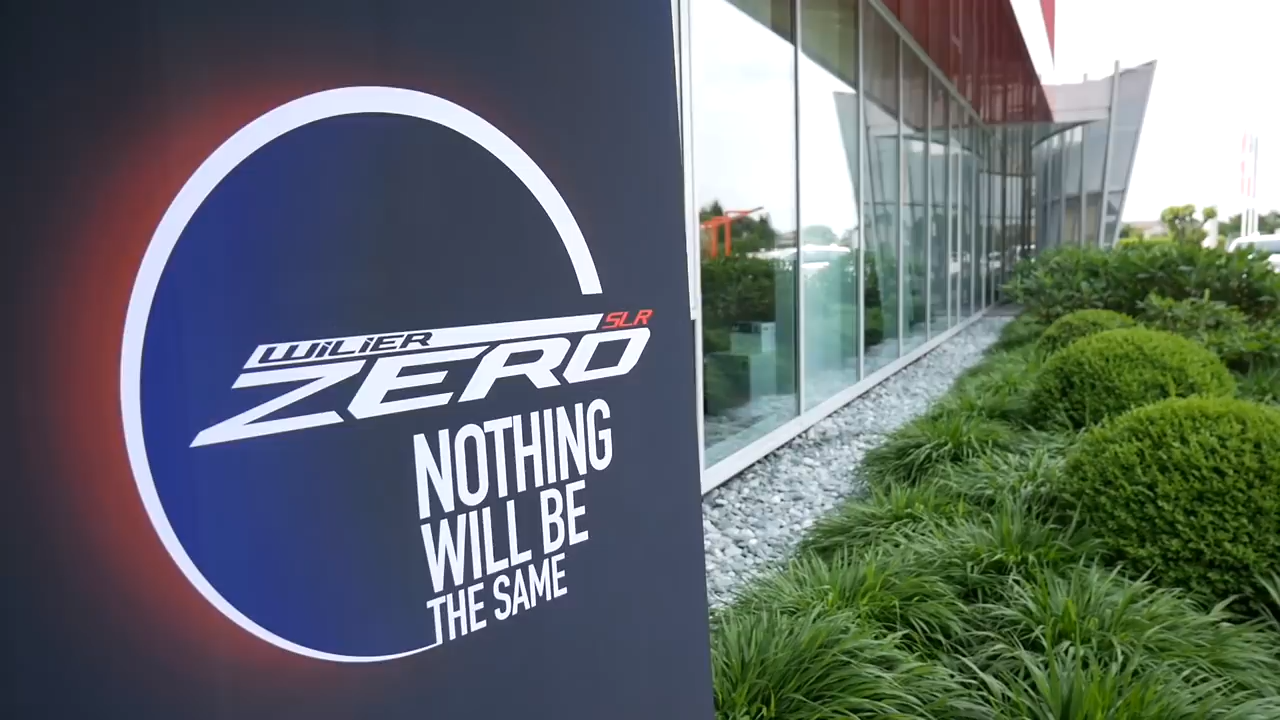 WILIER
ZERO SLR
NOTHING
WILL BE
THE SAME